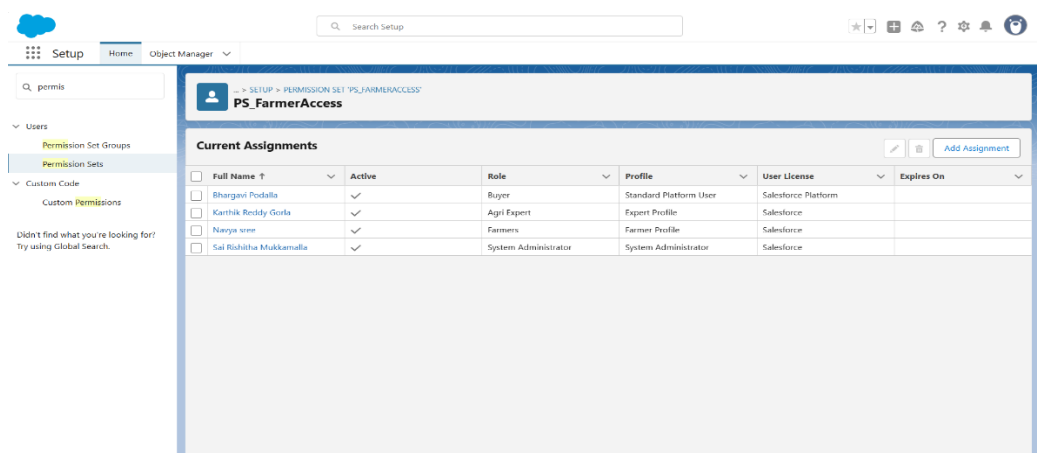 Search Setup
Setup Home Object Manager
permis
Users
Permission Set Groups
Permission Sets
Custom Code
Custom Permissions
Didn't find what you're looking for?
Try using Global Search.
... > SETUP > PERMISSION SET 'PS_FARMERACCESS'
PS_FarmerAccess
Current Assignments
Add Assignment
Full Name ↑ Active Role Profile User License Expires On
Bhargavi Podalla Buyer Standard Platform User Salesforce Platform
Karthik Reddy Gorla Agri Expert Expert Profile Salesforce
Navya sree Farmers Farmer Profile Salesforce
Sai Rishitha Mukkamalla System Administrator System Administrator Salesforce